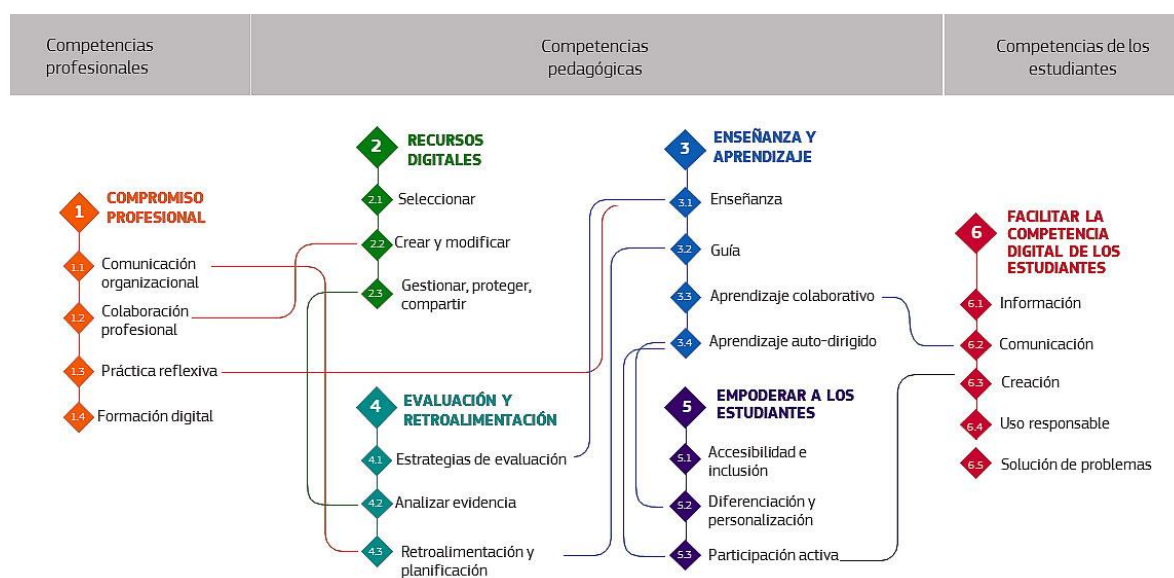 Competencias
profesionales
Competencias
pedagógicas
Competencias de los
estudiantes
1
COMPROMISO
PROFESIONAL
1.1
Comunicación
organizacional
1.2
Colaboración
profesional
1.3
Práctica reflexiva
1.4
Formación digital
2
RECURSOS
DIGITALES
2.1
Seleccionar
2.2
Crear y modificar
2.3
Gestionar, proteger,
compartir
3
ENSEÑANZA Y
APRENDIZAJE
3.1
Enseñanza
3.2
Guía
3.3
Aprendizaje colaborativo
3.4
Aprendizaje auto-dirigido
4
EVALUACIÓN Y
RETROALIMENTACIÓN
4.1
Estrategias de evaluación
4.2
Analizar evidencia
4.3
Retroalimentación y
planificación
5
EMPODERAR A LOS
ESTUDIANTES
5.1
Accesibilidad e
inclusión
5.2
Diferenciación y
personalización
5.3
Participación activa
6
FACILITAR LA
COMPETENCIA
DIGITAL DE LOS
ESTUDIANTES
6.1
Información
6.2
Comunicación
6.3
Creación
6.4
Uso responsable
6.5
Solución de problemas